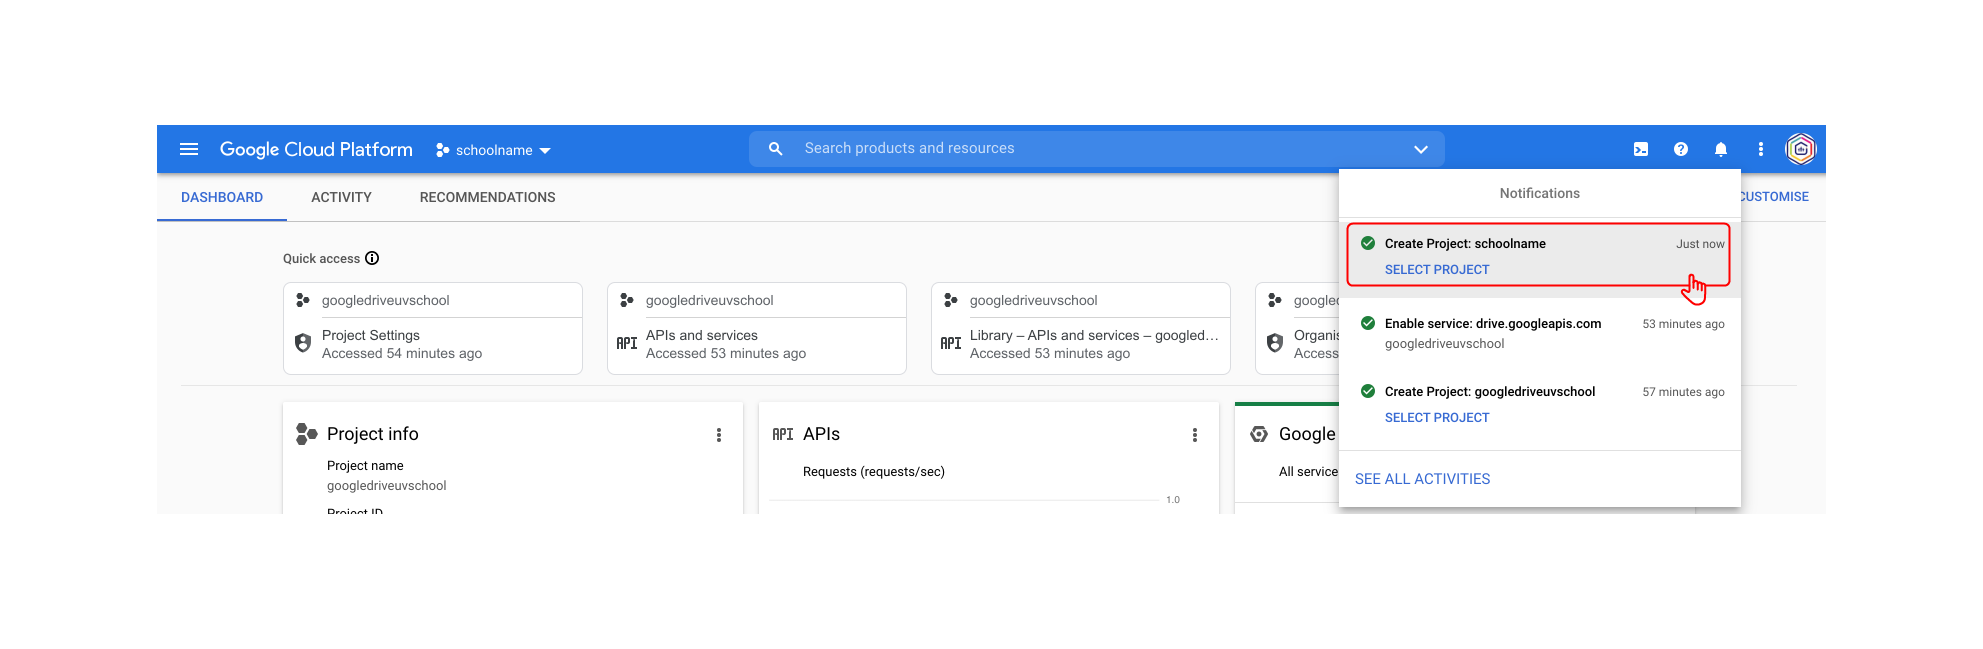 Google Cloud Platform
schoolname
Search products and resources
DASHBOARD
ACTIVITY
RECOMMENDATIONS
CUSTOMISE
Notifications
Create Project: schoolname
Just now
SELECT PROJECT
Enable service: drive.googleapis.com
53 minutes ago
googledriveuvschool
Create Project: googledriveuvschool
57 minutes ago
SELECT PROJECT
SEE ALL ACTIVITIES
Quick access
googledriveuvschool
Project Settings
Accessed 54 minutes ago
googledriveuvschool
API
APIs and services
Accessed 53 minutes ago
googledriveuvschool
API
Library – APIs and services – googled...
Accessed 53 minutes ago
googled
Organis
Access
Project info
Project name
googledriveuvschool
Project ID
API
APIs
Requests (requests/sec)
1.0
Google
All service